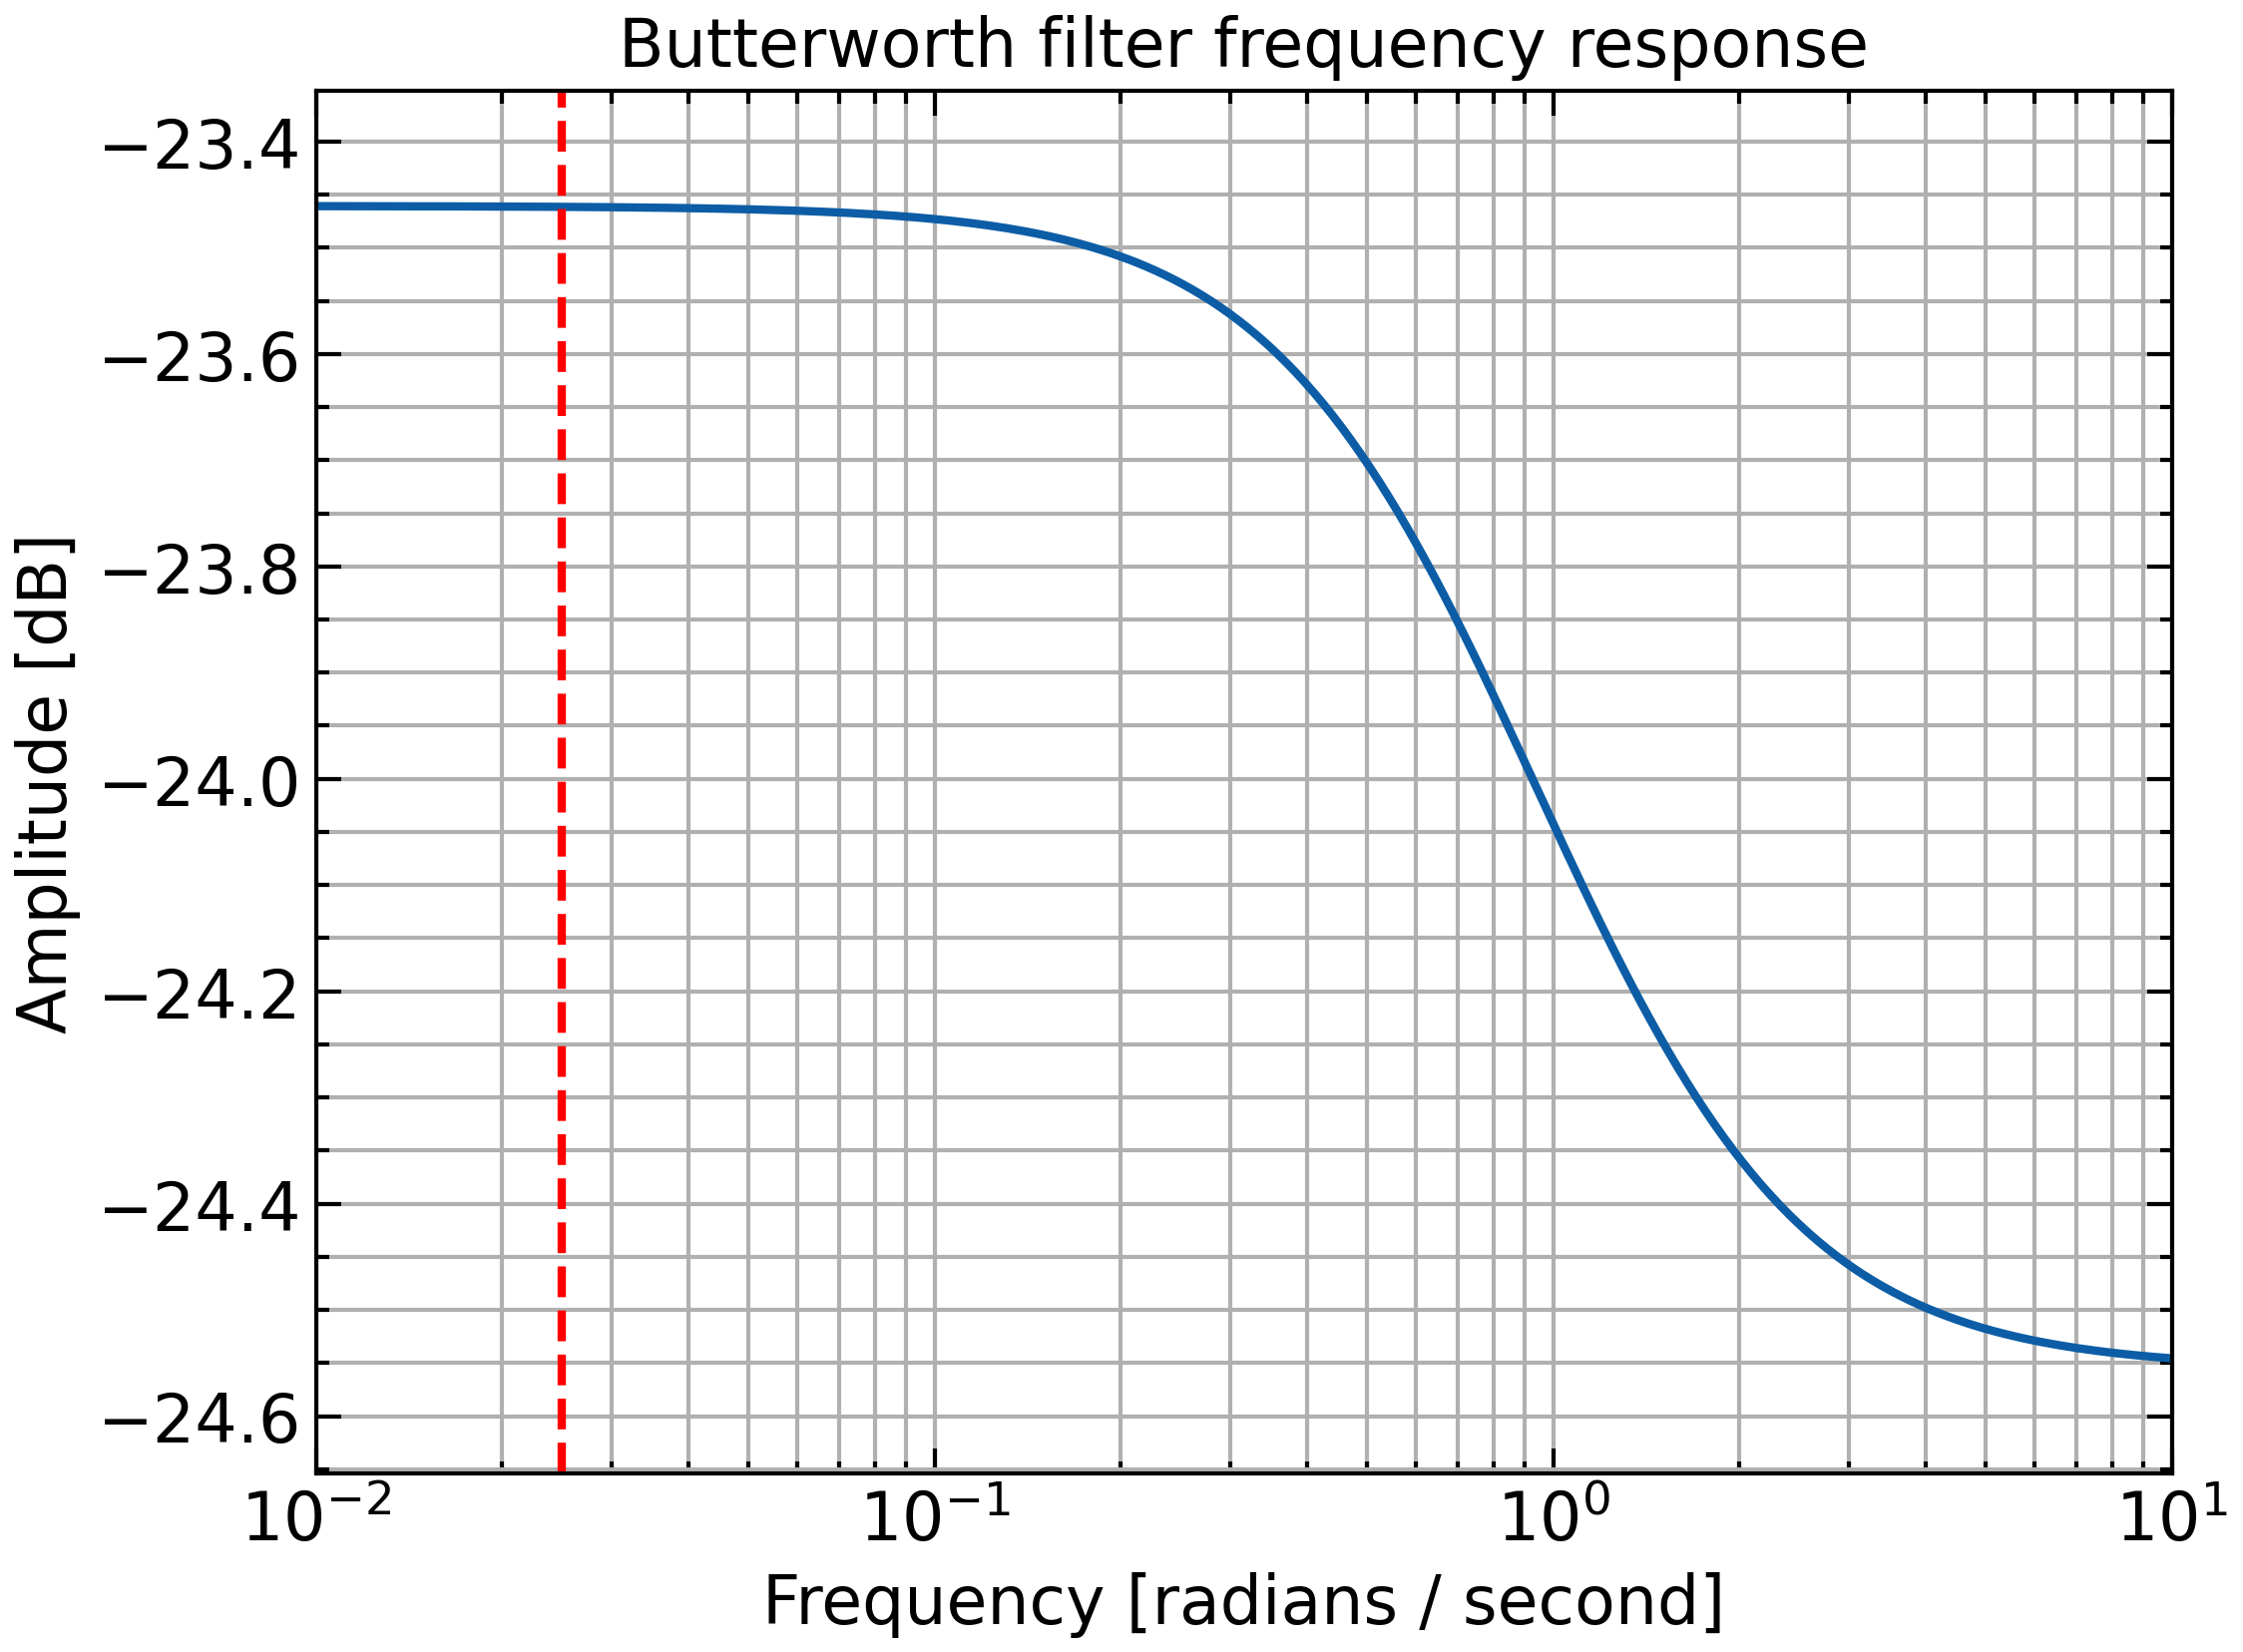 Butterworth filter frequency response
Amplitude [dB]
−23.4
−23.6
−23.8
−24.0
−24.2
−24.4
−24.6
10⁻² 10⁻¹ 10⁰ 10¹
Frequency [radians / second]